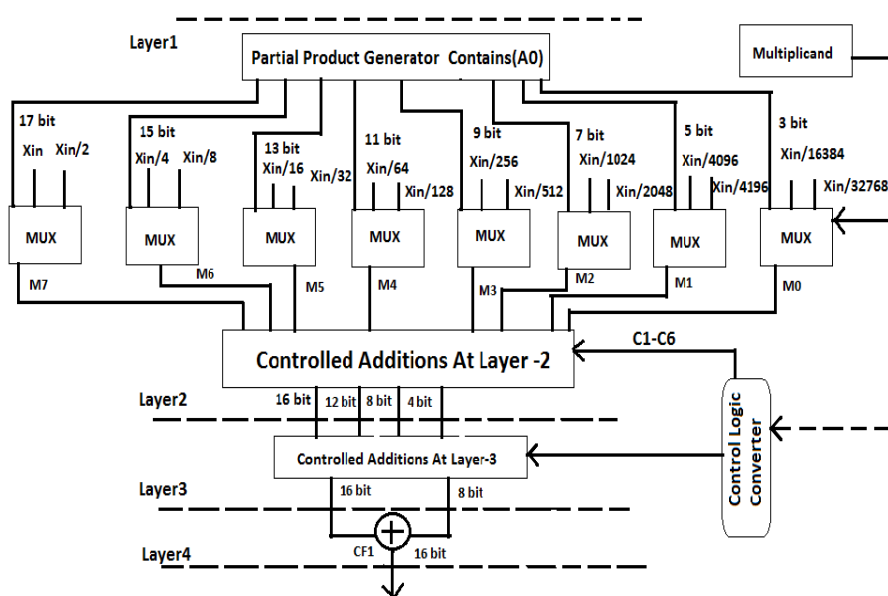 Layer1
Partial Product Generator Contains(A0)
Multiplicand
17 bit
15 bit
13 bit
11 bit
9 bit
7 bit
5 bit
3 bit
Xin
Xin/2
Xin/4
Xin/8
Xin/16
Xin/32
Xin/64
Xin/128
Xin/256
Xin/512
Xin/1024
Xin/2048
Xin/4096
Xin/4196
Xin/16384
Xin/32768
MUX
MUX
MUX
MUX
MUX
MUX
MUX
MUX
M7
M6
M5
M4
M3
M2
M1
M0
Controlled Additions At Layer -2
C1-C6
Layer2
16 bit
12 bit
8 bit
4 bit
Controlled Additions At Layer-3
Control Logic
Converter
Layer3
16 bit
8 bit
+
Layer4
CF1
16 bit